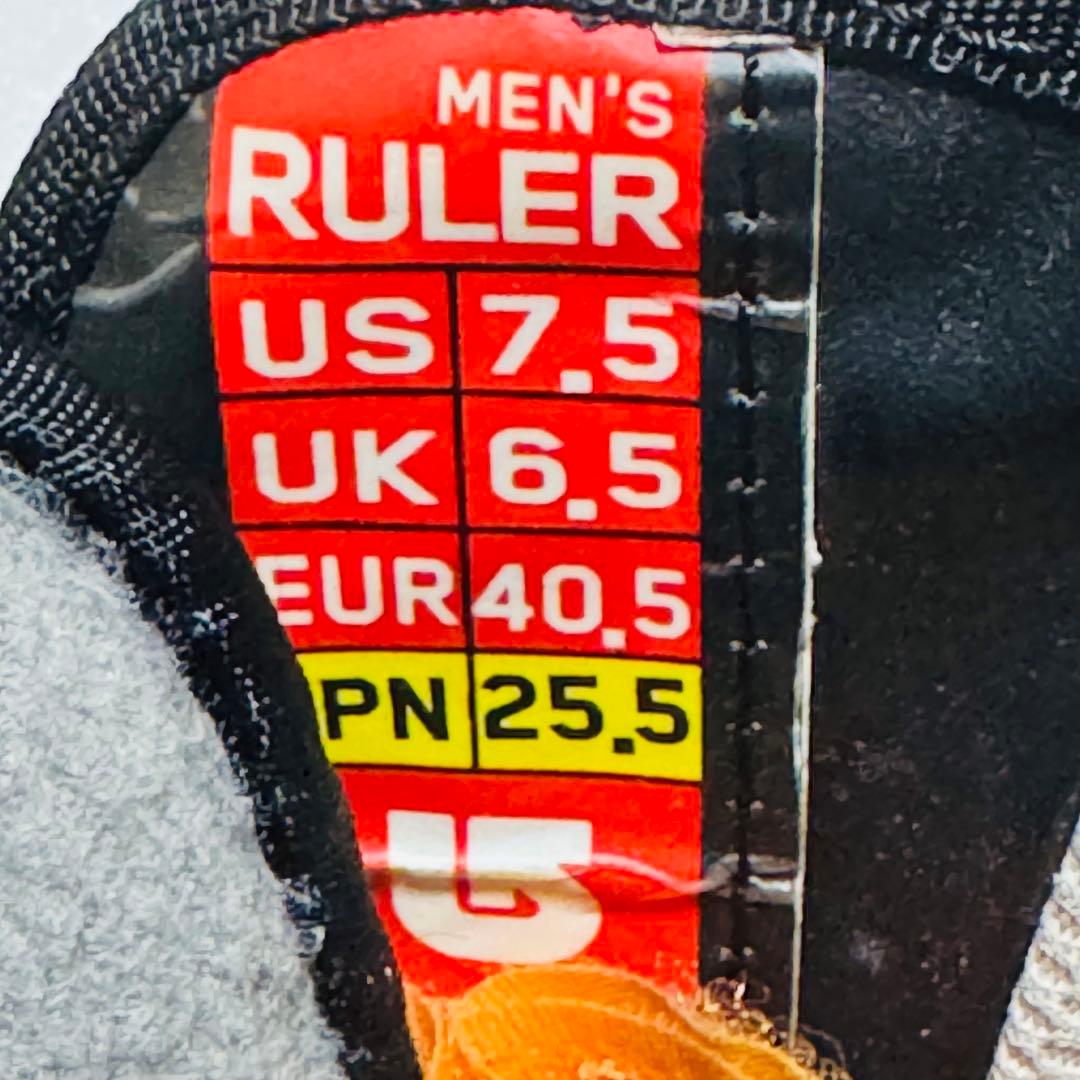 MEN'S
RULER
US 7.5
UK 6.5
EUR 40.5
PN 25.5